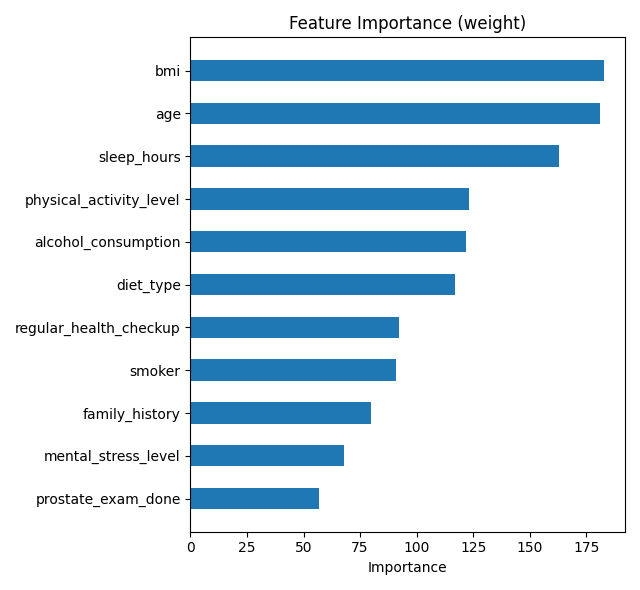 Feature Importance (weight)
bmi
age
sleep_hours
physical_activity_level
alcohol_consumption
diet_type
regular_health_checkup
smoker
family_history
mental_stress_level
prostate_exam_done
0 25 50 75 100 125 150 175
Importance